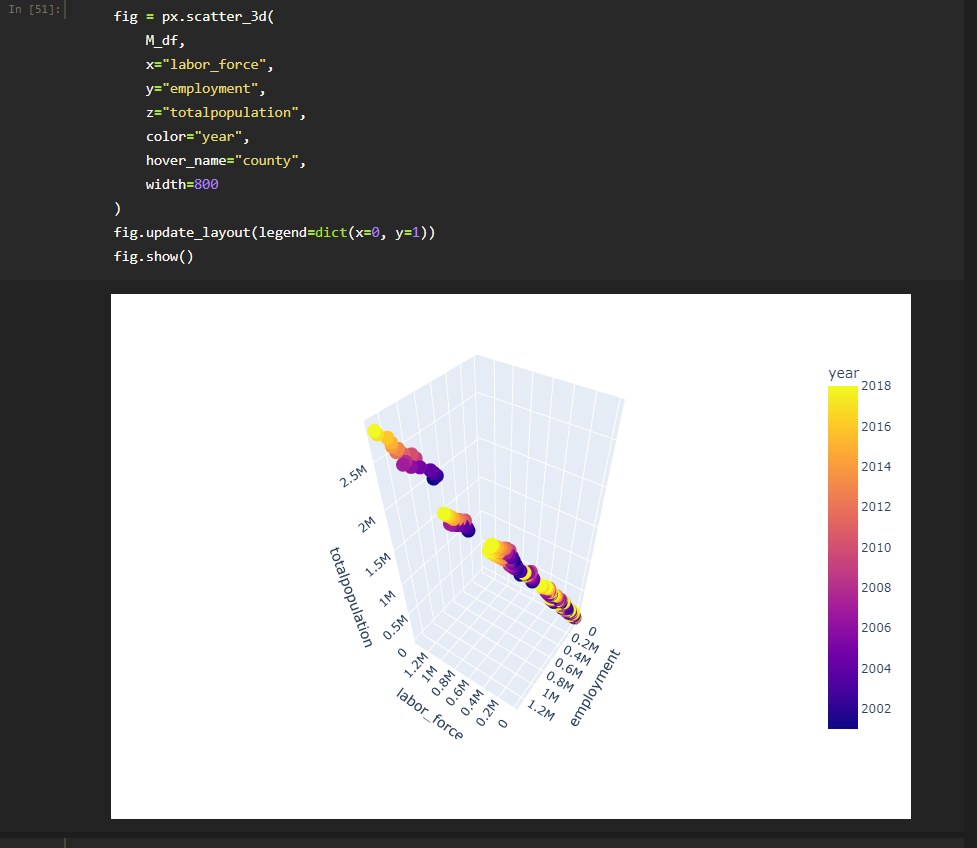 In [51]:
fig = px.scatter_3d(
    M_df,
    x="labor_force",
    y="employment",
    z="totalpopulation",
    color="year",
    hover_name="county",
    width=800
)
fig.update_layout(legend=dict(x=0, y=1))
fig.show()
year
2018
2016
2014
2012
2010
2008
2006
2004
2002
2.5M
2M
1.5M
1M
0.5M
0
totalpopulation
1.2M
1M
0.8M
0.6M
0.4M
0.2M
0
labor_force
0
0.2M
0.4M
0.6M
0.8M
1M
1.2M
employment